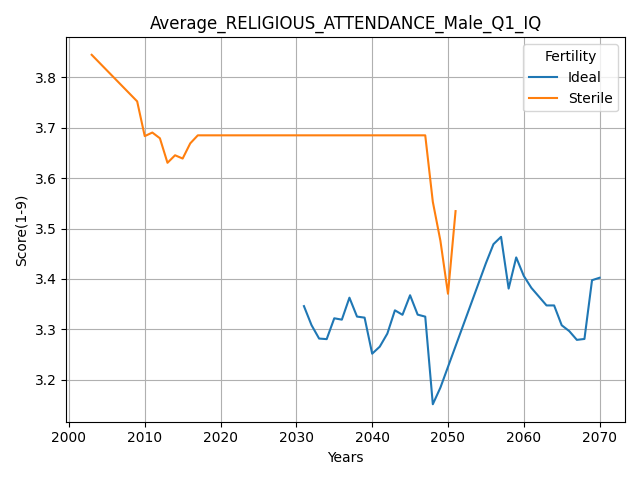 Average_RELIGIOUS_ATTENDANCE_Male_Q1_IQ
Fertility
Ideal
Sterile
Score(1-9)
3.8
3.7
3.6
3.5
3.4
3.3
3.2
2000 2010 2020 2030 2040 2050 2060 2070
Years